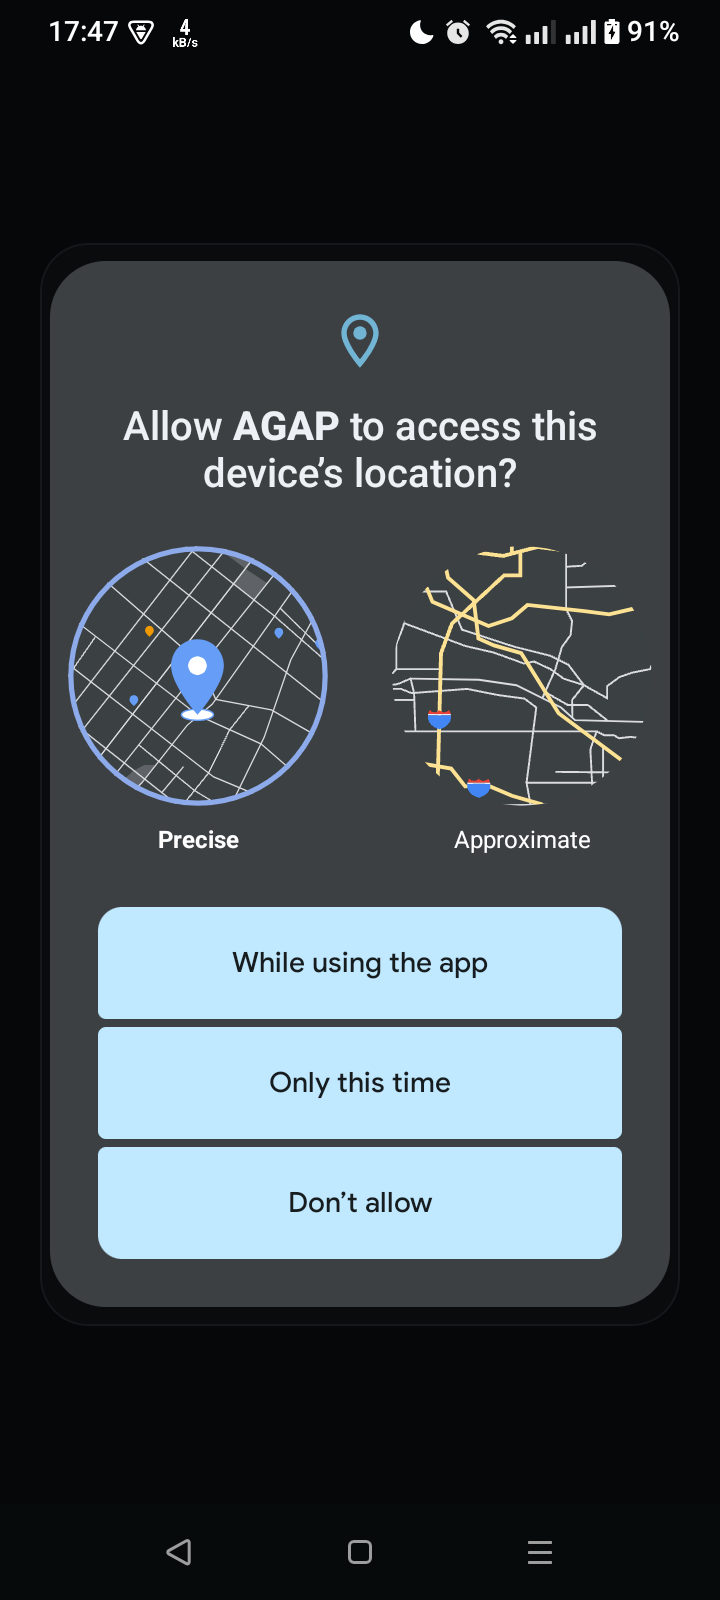 17:47 4 kB/s 91%
Allow AGAP to access this
device’s location?
Precise
Approximate
While using the app
Only this time
Don’t allow